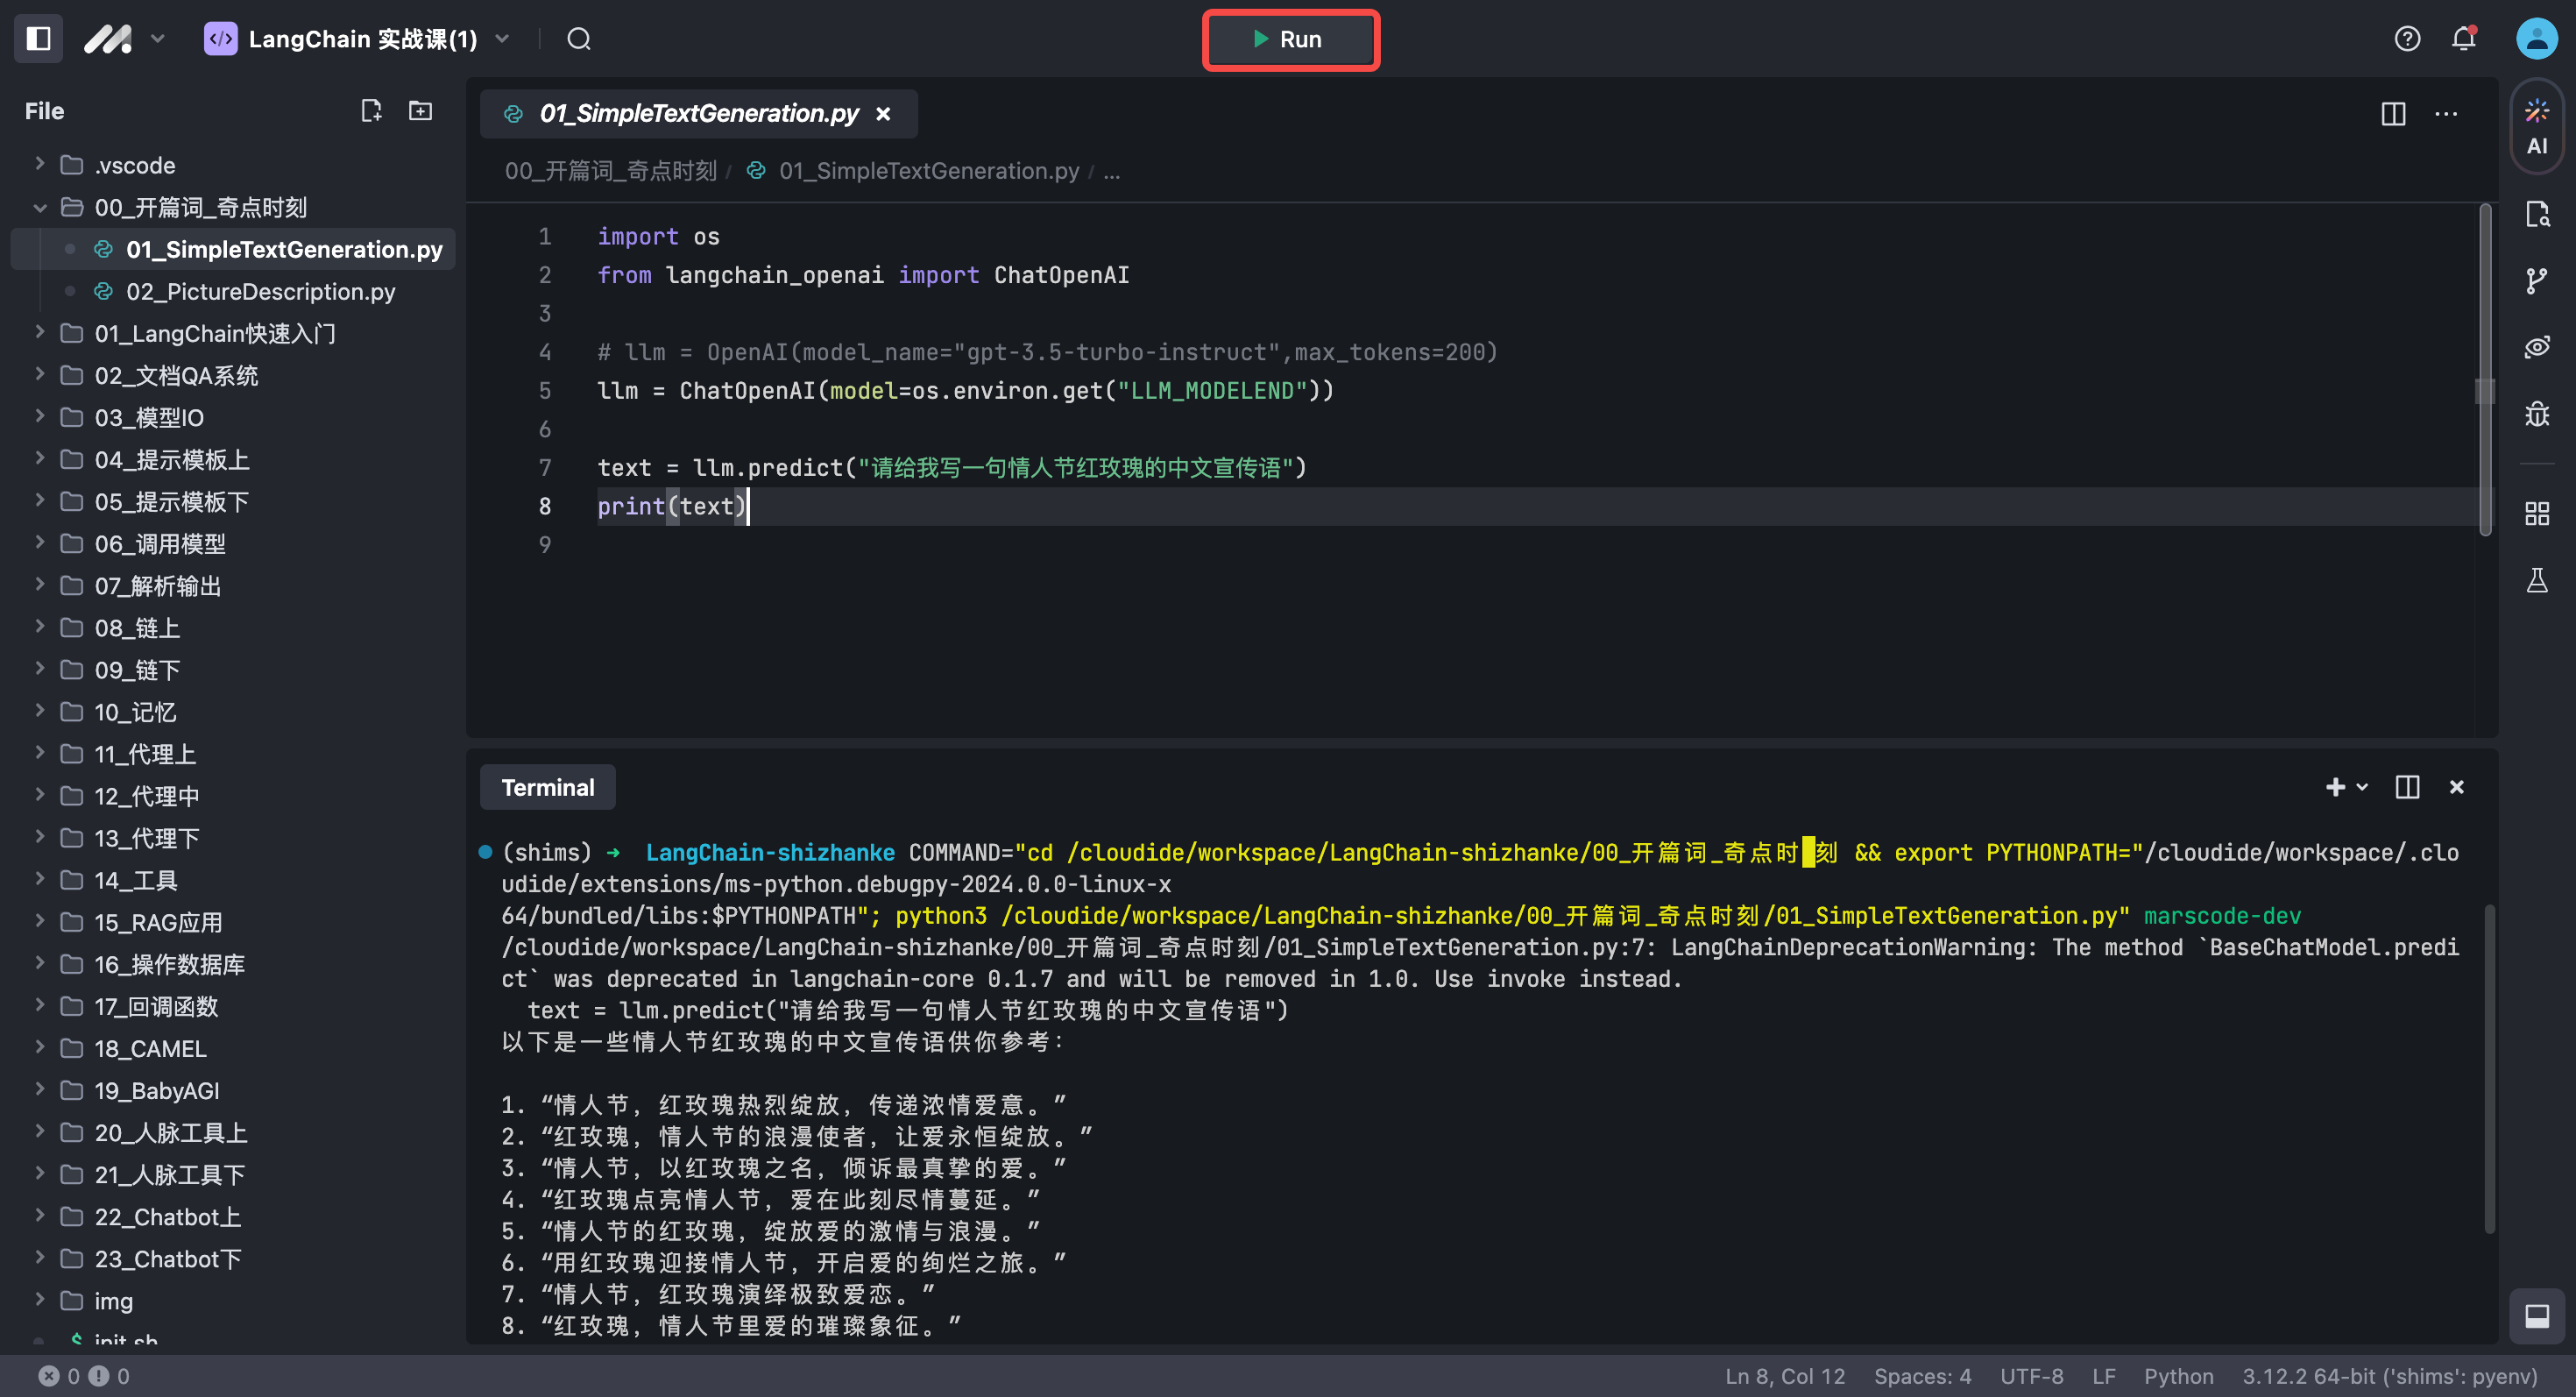 LangChain 实战课(1)
Run
File
.vscode
00_开篇词_奇点时刻
01_SimpleTextGeneration.py
02_PictureDescription.py
01_LangChain快速入门
02_文档QA系统
03_模型IO
04_提示模板上
05_提示模板下
06_调用模型
07_解析输出
08_链上
09_链下
10_记忆
11_代理上
12_代理中
13_代理下
14_工具
15_RAG应用
16_操作数据库
17_回调函数
18_CAMEL
19_BabyAGI
20_人脉工具上
21_人脉工具下
22_Chatbot上
23_Chatbot下
img
init.sh
01_SimpleTextGeneration.py
00_开篇词_奇点时刻 / 01_SimpleTextGeneration.py / ...
1 import os
2 from langchain_openai import ChatOpenAI
3
4 # llm = OpenAI(model_name="gpt-3.5-turbo-instruct",max_tokens=200)
5 llm = ChatOpenAI(model=os.environ.get("LLM_MODELEND"))
6
7 text = llm.predict("请给我写一句情人节红玫瑰的中文宣传语")
8 print(text)
9
AI
Terminal
(shims) ➜ LangChain-shizhanke COMMAND="cd /cloudide/workspace/LangChain-shizhanke/00_开篇词_奇点时刻 && export PYTHONPATH="/cloudide/workspace/.clo
udide/extensions/ms-python.debugpy-2024.0.0-linux-x
64/bundled/libs:$PYTHONPATH"; python3 /cloudide/workspace/LangChain-shizhanke/00_开篇词_奇点时刻/01_SimpleTextGeneration.py" marscode-dev
/cloudide/workspace/LangChain-shizhanke/00_开篇词_奇点时刻/01_SimpleTextGeneration.py:7: LangChainDeprecationWarning: The method `BaseChatModel.predi
ct` was deprecated in langchain-core 0.1.7 and will be removed in 1.0. Use invoke instead.
text = llm.predict("请给我写一句情人节红玫瑰的中文宣传语")
以下是一些情人节红玫瑰的中文宣传语供你参考：
1. “情人节，红玫瑰热烈绽放，传递浓情爱意。”
2. “红玫瑰，情人节的浪漫使者，让爱永恒绽放。”
3. “情人节，以红玫瑰之名，倾诉最真挚的爱。”
4. “红玫瑰点亮情人节，爱在此刻尽情蔓延。”
5. “情人节的红玫瑰，绽放爱的激情与浪漫。”
6. “用红玫瑰迎接情人节，开启爱的绚烂之旅。”
7. “情人节，红玫瑰演绎极致爱恋。”
8. “红玫瑰，情人节里爱的璀璨象征。”
0 0
Ln 8, Col 12 Spaces: 4 UTF-8 LF Python 3.12.2 64-bit ('shims': pyenv)